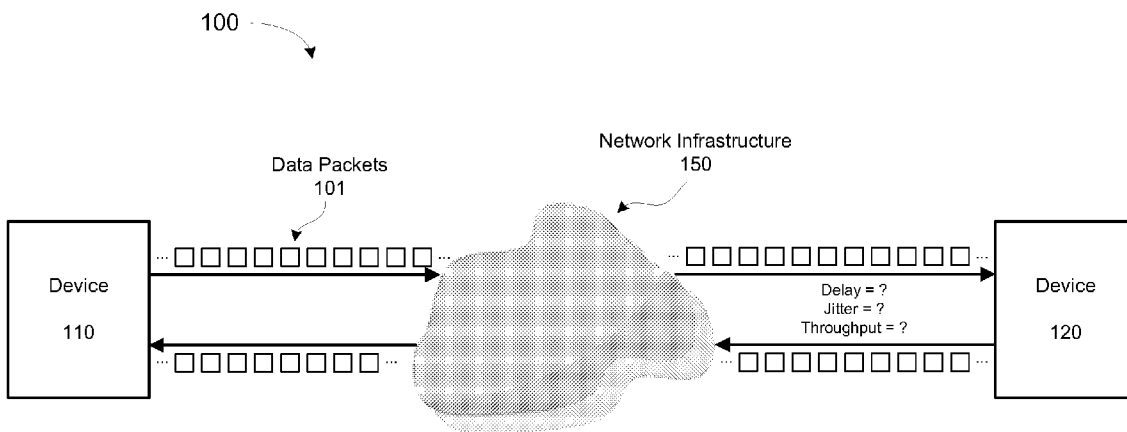 100
Data Packets
101
Network Infrastructure
150
... ...
... ...
Device
110
Delay = ?
Jitter = ?
Throughput = ?
Device
120
... ...
... ...